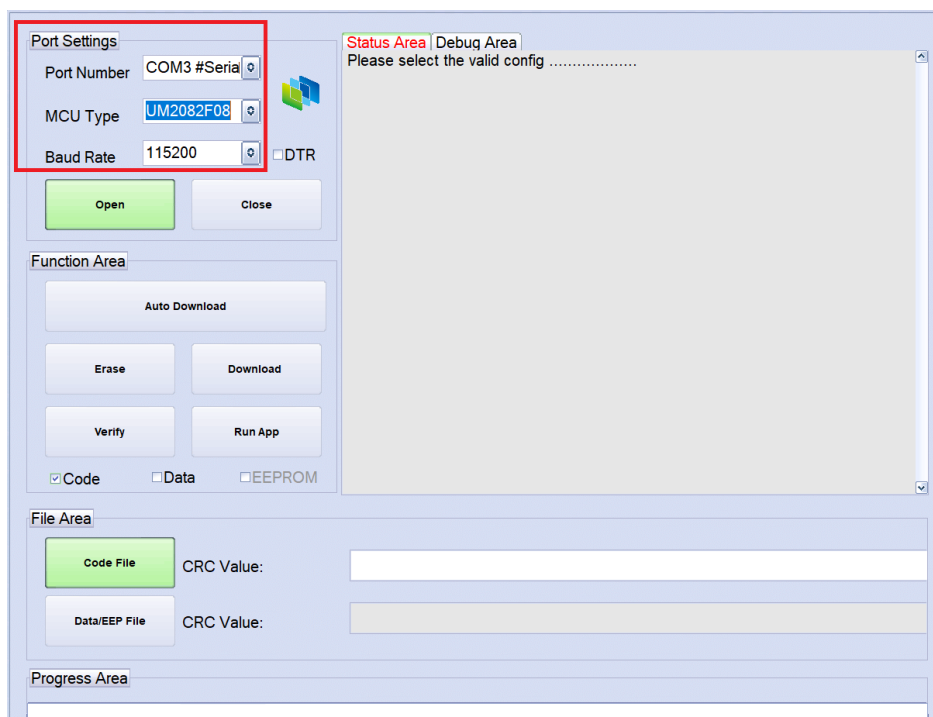 Port Settings
Port Number COM3 #Serial
MCU Type UM2082F08
Baud Rate 115200 DTR
Open Close
Function Area
Auto Download
Erase Download
Verify Run App
Code Data EEPROM
Status Area Debug Area
Please select the valid config ...................
File Area
Code File CRC Value:
Data/EEP File CRC Value:
Progress Area